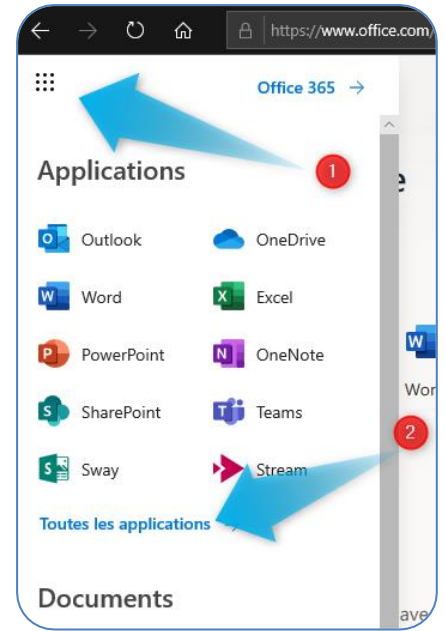 https://www.office.com
Office 365 →
Applications
1
e
Outlook
OneDrive
Word
Excel
PowerPoint
OneNote
Wor
SharePoint
Teams
2
Sway
Stream
Toutes les applications
Documents
ave